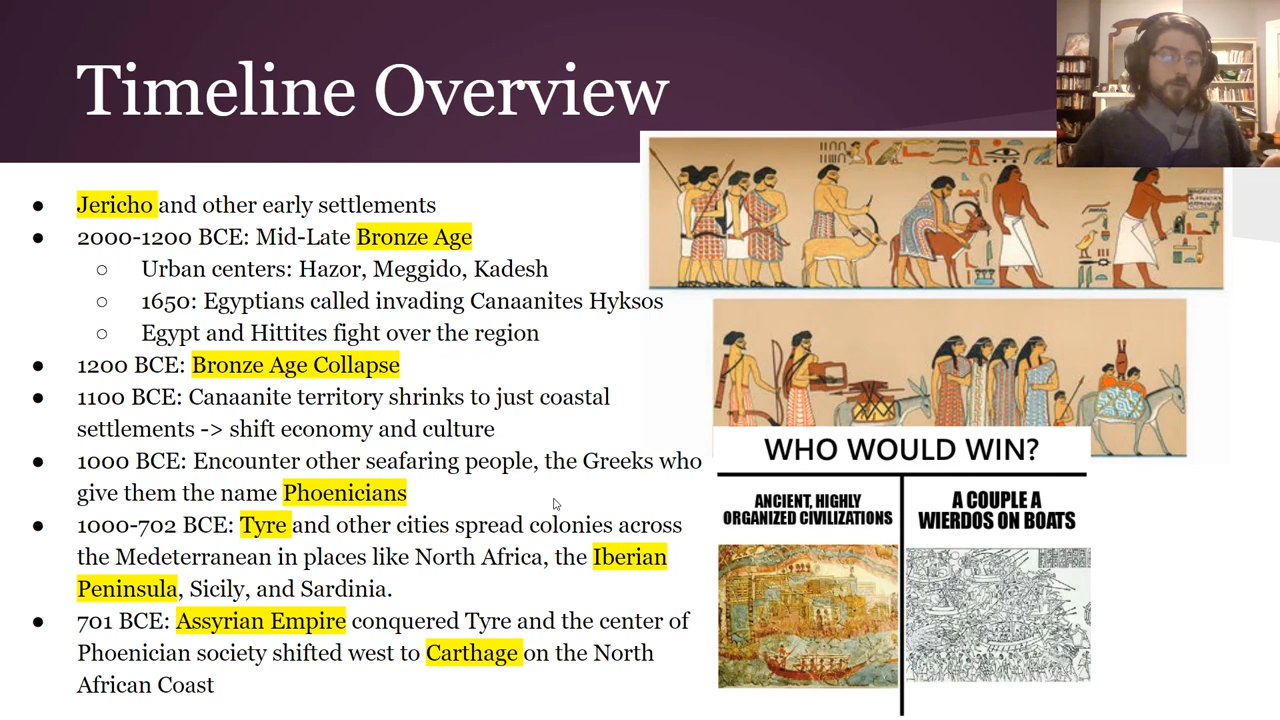 Timeline Overview
● Jericho and other early settlements
● 2000-1200 BCE: Mid-Late Bronze Age
○ Urban centers: Hazor, Meggido, Kadesh
○ 1650: Egyptians called invading Canaanites Hyksos
○ Egypt and Hittites fight over the region
● 1200 BCE: Bronze Age Collapse
● 1100 BCE: Canaanite territory shrinks to just coastal
settlements -> shift economy and culture
● 1000 BCE: Encounter other seafaring people, the Greeks who
give them the name Phoenicians
● 1000-702 BCE: Tyre and other cities spread colonies across
the Medeterranean in places like North Africa, the Iberian
Peninsula, Sicily, and Sardinia.
● 701 BCE: Assyrian Empire conquered Tyre and the center of
Phoenician society shifted west to Carthage on the North
African Coast
WHO WOULD WIN?
ANCIENT, HIGHLY
ORGANIZED CIVILIZATIONS
A COUPLE A
WIERDOS ON BOATS